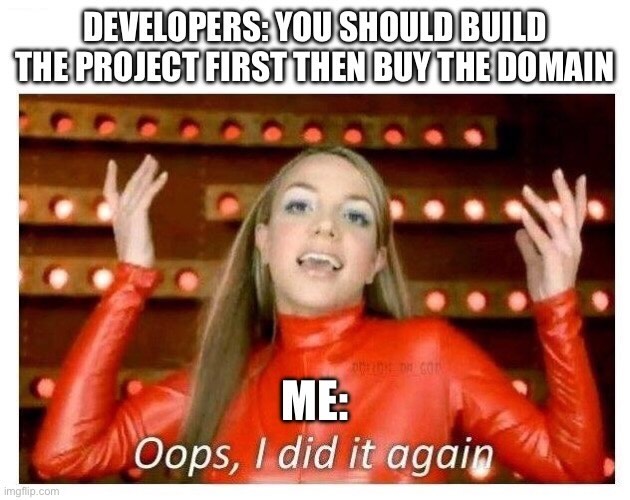 DEVELOPERS: YOU SHOULD BUILD
THE PROJECT FIRST THEN BUY THE DOMAIN
ME:
Oops, I did it again
imgflip.com